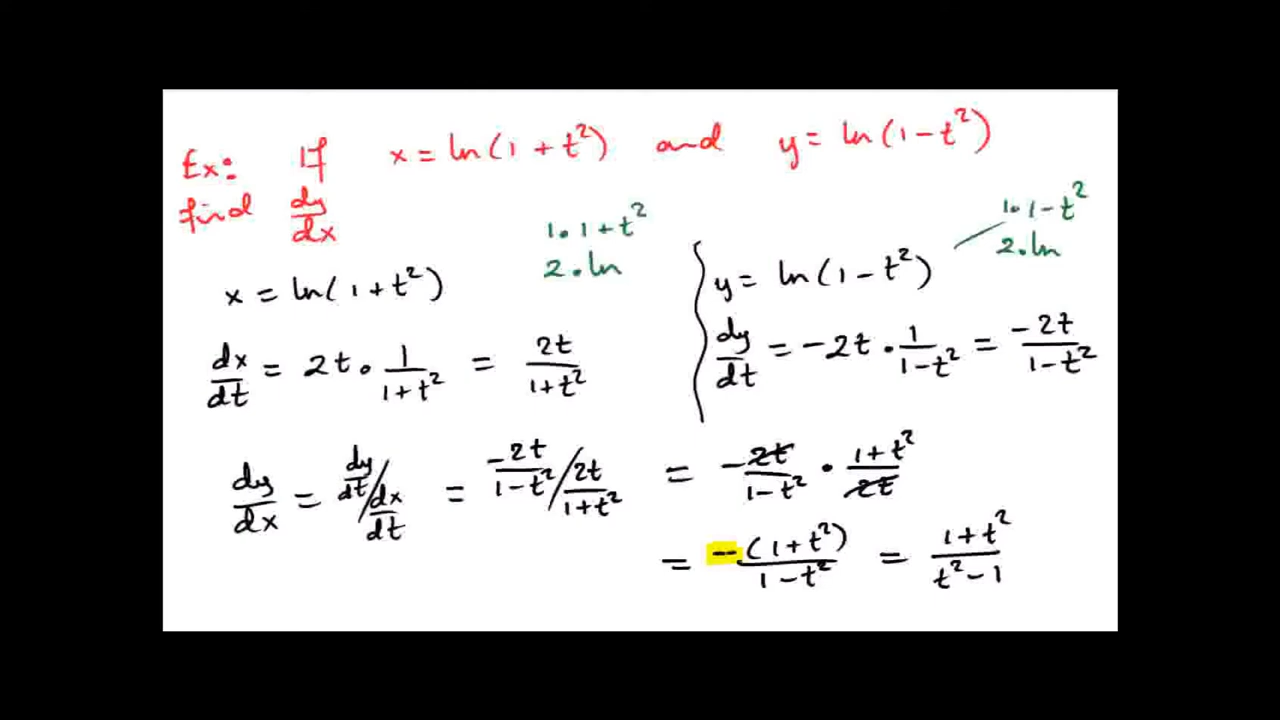 Ex: If x = ln(1 + t²) and y = ln(1 - t²)
find dy/dx
1. 1 + t²
2. ln
x = ln(1 + t²)
dx/dt = 2t · 1/(1+t²) = 2t/(1+t²)
1. 1 - t²
2. ln
y = ln(1 - t²)
dy/dt = -2t · 1/(1-t²) = -2t/(1-t²)
dy/dx = dy/dt / dx/dt = -2t/(1-t²) / 2t/(1+t²) = -2t/(1-t²) · (1+t²)/2t
= -(1+t²)/(1-t²) = (1+t²)/(t²-1)